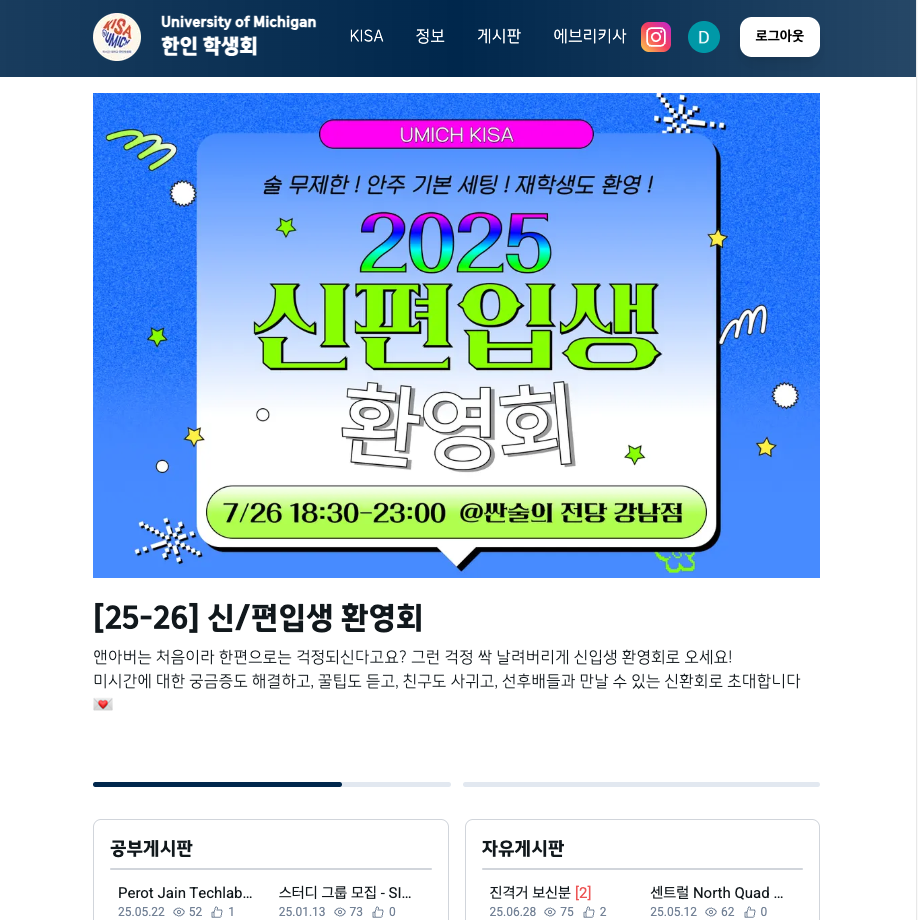 KISA
UMICH
University of Michigan
한인 학생회
KISA
정보
게시판
에브리키사
D
로그아웃
UMICH KISA
술 무제한 ! 안주 기본 세팅 ! 재학생도 환영 !
2025
신편입생
환영회
7/26 18:30-23:00 @싼술의 전당 강남점
[25-26] 신/편입생 환영회
앤아버는 처음이라 한편으로는 걱정되신다고요? 그런 걱정 싹 날려버리게 신입생 환영회로 오세요!
미시간에 대한 궁금증도 해결하고, 꿀팁도 듣고, 친구도 사귀고, 선후배들과 만날 수 있는 신환회로 초대합니다
💌
공부게시판
Perot Jain Techlab...
25.05.22 52 1
스터디 그룹 모집 - SI...
25.01.13 73 0
자유게시판
진격거 보신분 [2]
25.06.28 75 2
센트럴 North Quad ...
25.05.12 62 0